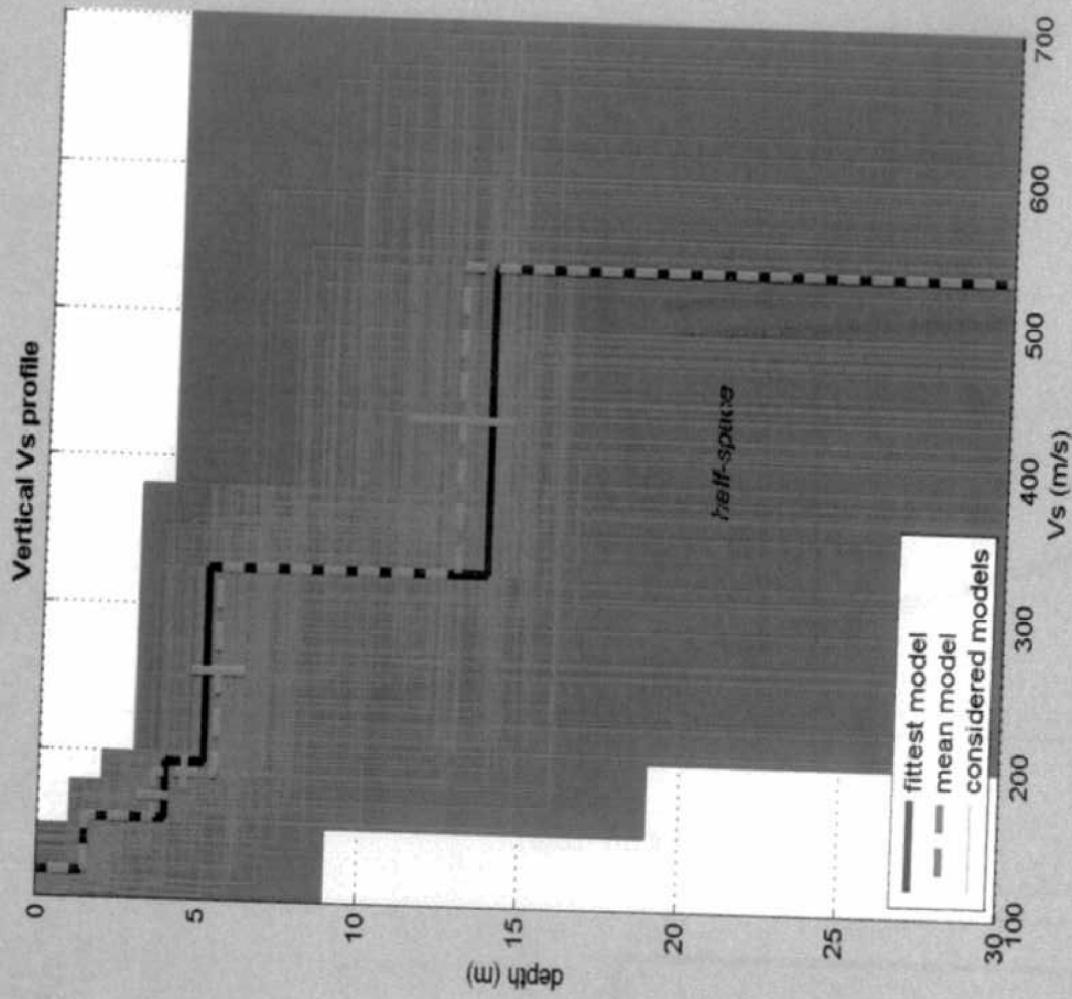 Vertical Vs profile
0
5
10
15
20
25
30
depth (m)
half-space
fittest model
mean model
considered models
100
200
300
400
500
600
700
Vs (m/s)